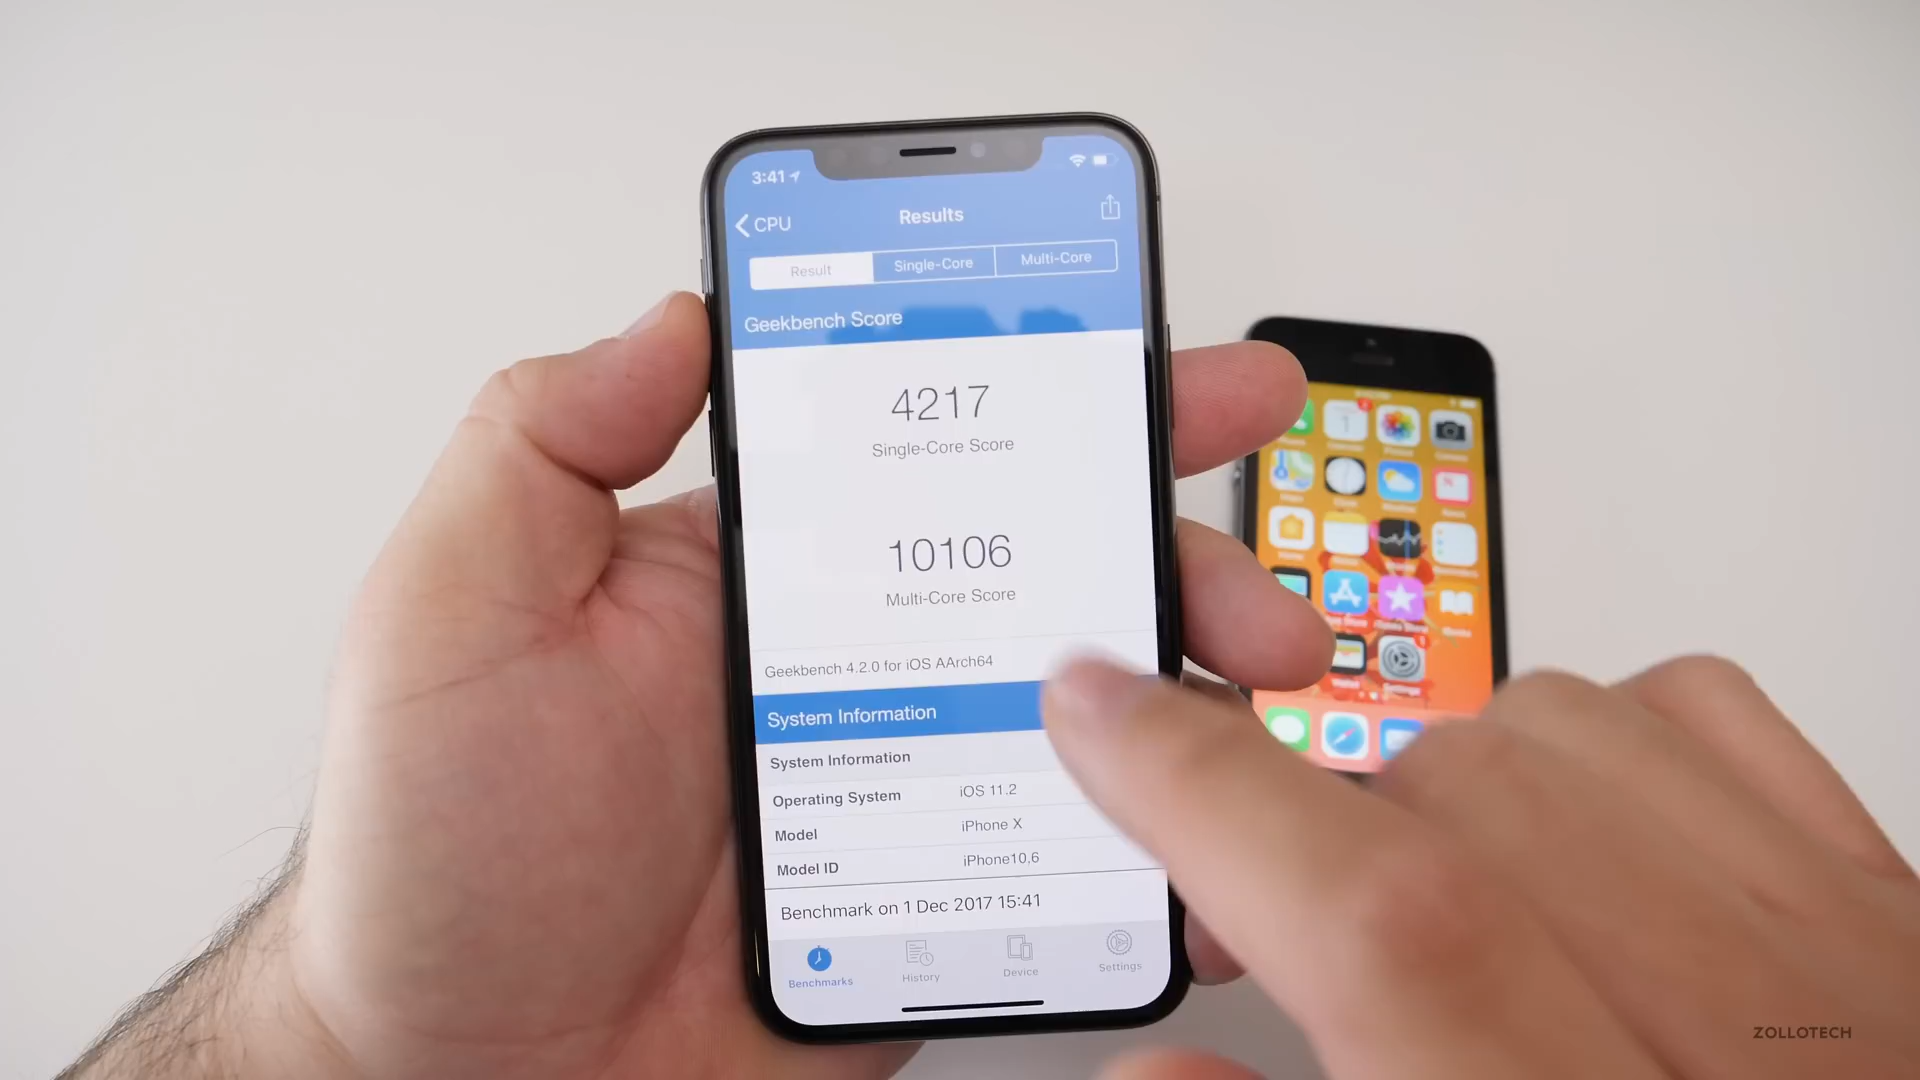 3:41
CPU
Results
Result
Single-Core
Multi-Core
Geekbench Score
4217
Single-Core Score
10106
Multi-Core Score
Geekbench 4.2.0 for iOS AArch64
System Information
System Information
Operating System iOS 11.2
Model iPhone X
Model ID iPhone10,6
Benchmark on 1 Dec 2017 15:41
Benchmarks
History
Device
Settings
1
Settings
ZOLLOTECH